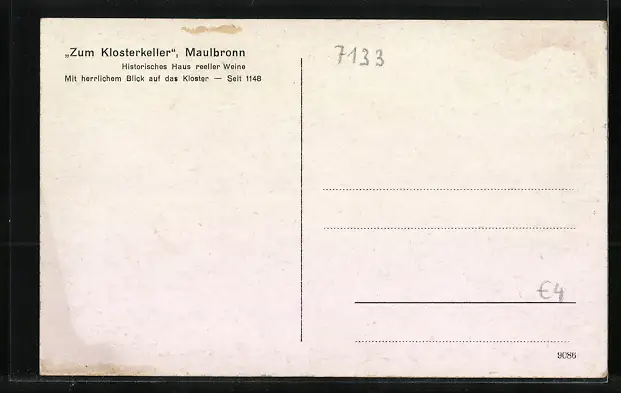 „Zum Klosterkeller“, Maulbronn
Historisches Haus reeller Weine
Mit herrlichem Blick auf das Kloster — Seit 1148
7133
€4
9086